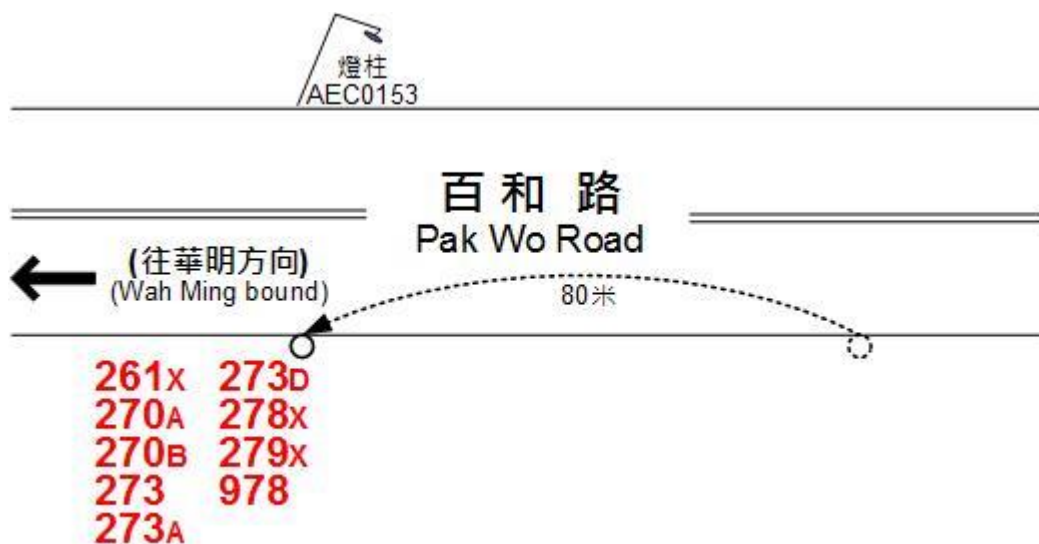 燈柱
AEC0153
百和路
Pak Wo Road
(往華明方向)
(Wah Ming bound)
80米
261X 273D
270A 278X
270B 279X
273 978
273A